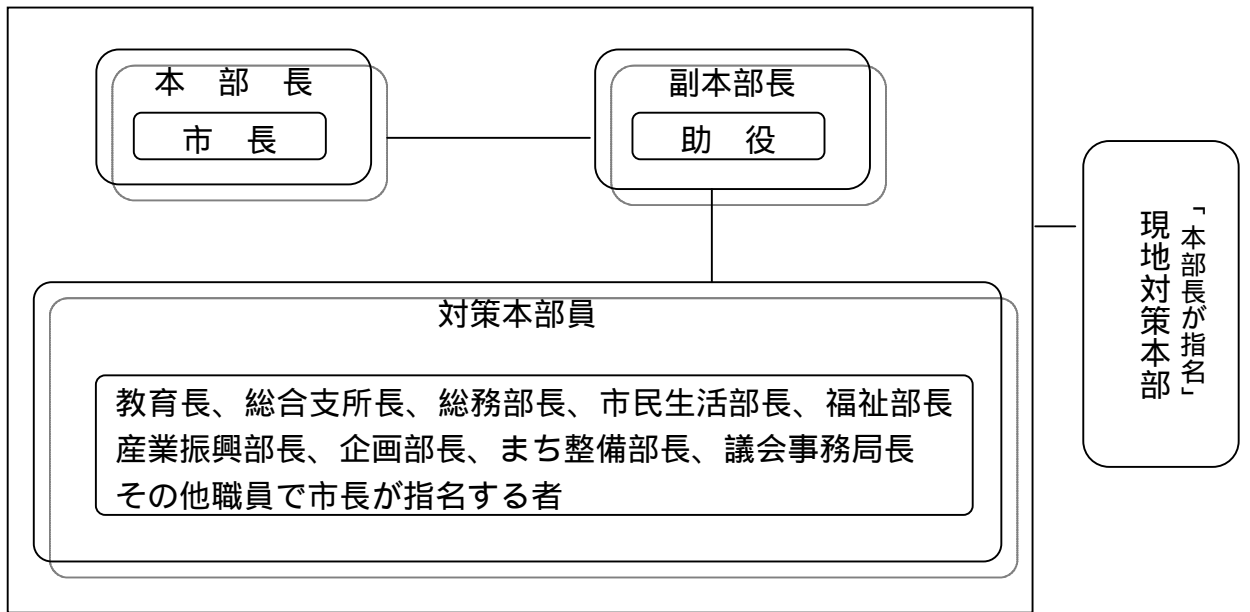 本　部　長
市　長
副本部長
助　役
対策本部員
教育長、総合支所長、総務部長、市民生活部長、福祉部長
産業振興部長、企画部長、まち整備部長、議会事務局長
その他職員で市長が指名する者
「本部長が指名」
現地対策本部